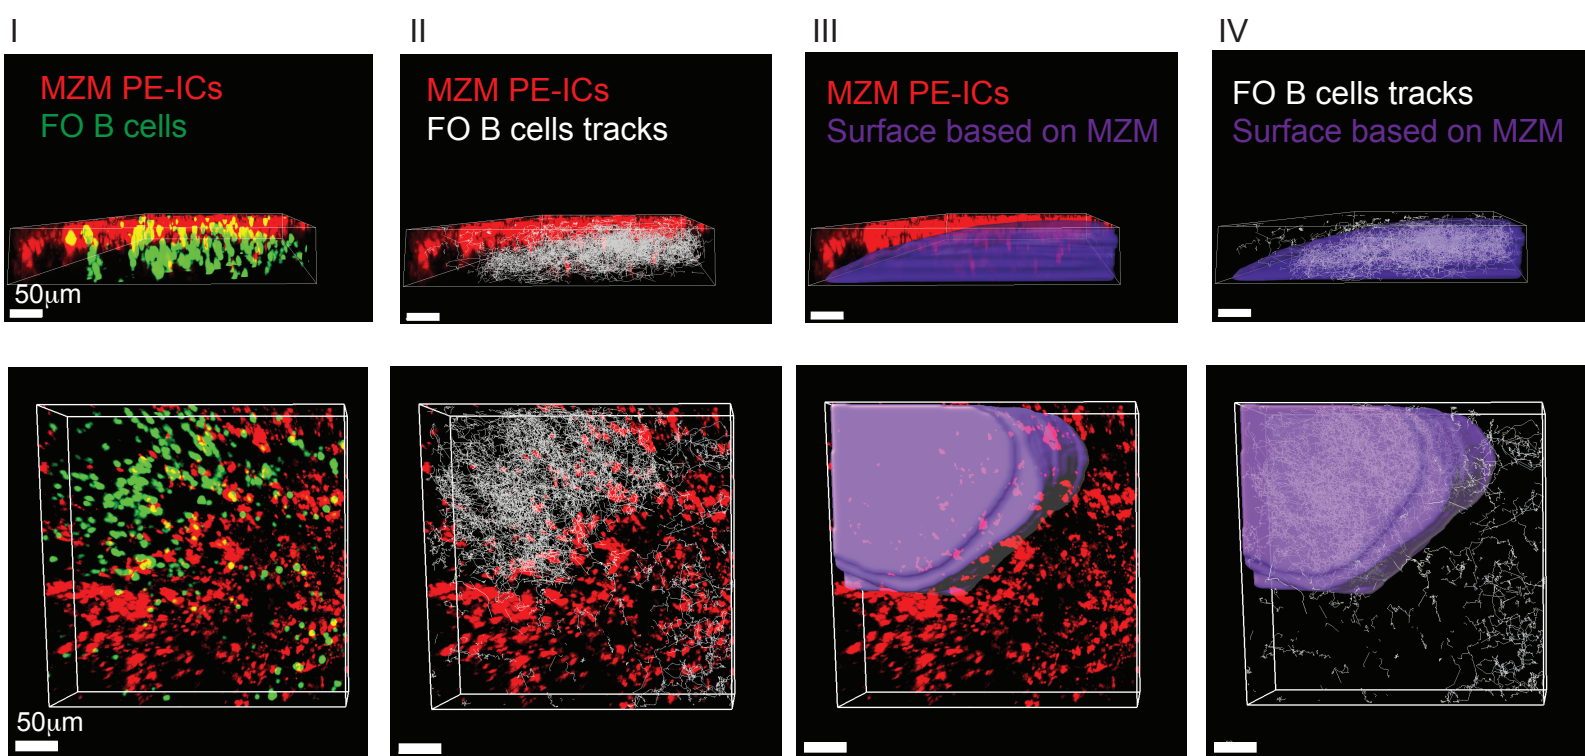 I
II
III
IV
MZM PE-ICs
FO B cells
MZM PE-ICs
FO B cells tracks
MZM PE-ICs
Surface based on MZM
FO B cells tracks
Surface based on MZM
50μm
50μm